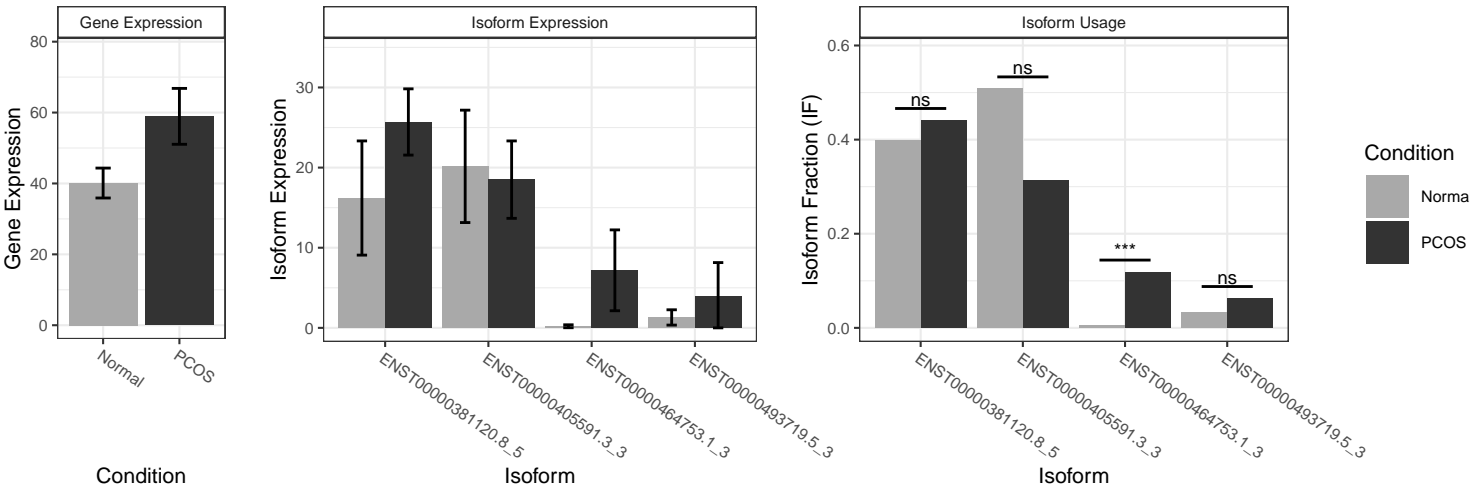 Gene Expression
Gene Expression
80
60
40
20
0
Normal
PCOS
Condition
Isoform Expression
Isoform Expression
30
20
10
0
ENST00000381120.8_5
ENST00000405591.3_3
ENST00000464753.1_3
ENST00000493719.5_3
Isoform
Isoform Usage
Isoform Fraction (IF)
0.6
0.4
0.2
0.0
ns
ns
***
ns
ENST00000381120.8_5
ENST00000405591.3_3
ENST00000464753.1_3
ENST00000493719.5_3
Isoform
Condition
Norma
PCOS